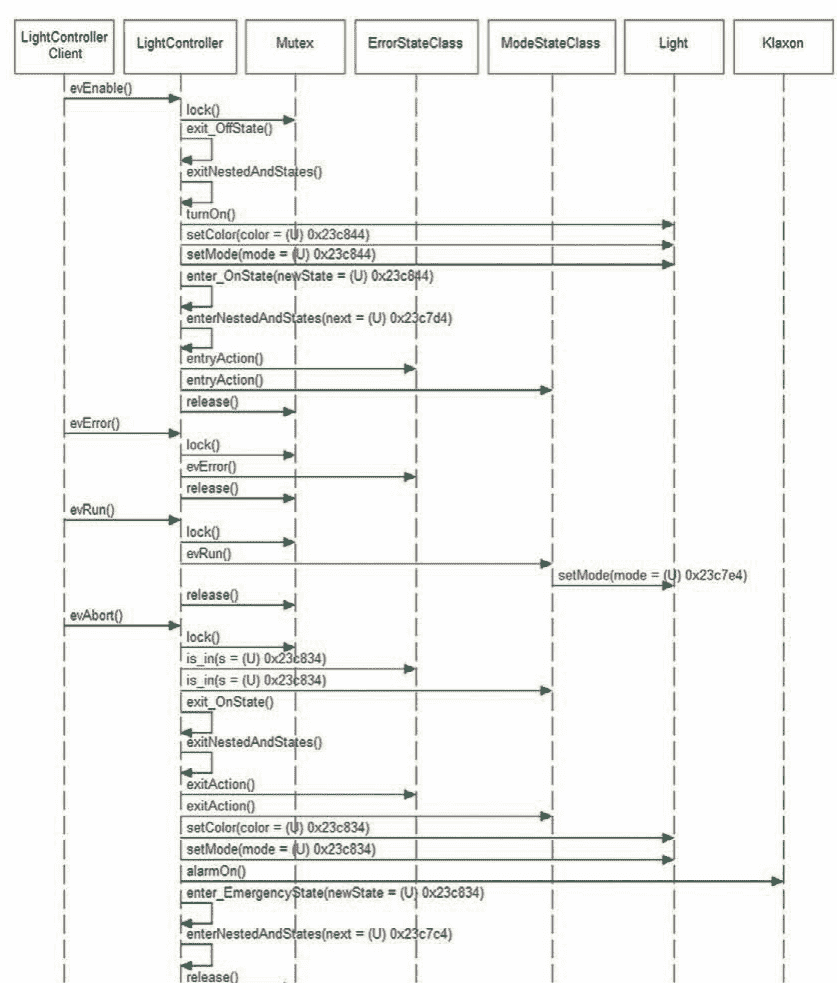 LightController
Client
LightController
Mutex
ErrorStateClass
ModeStateClass
Light
Klaxon
evEnable()
lock()
exit_OffState()
exitNestedAndStates()
turnOn()
setColor(color = (U) 0x23c844)
setMode(mode = (U) 0x23c844)
enter_OnState(newState = (U) 0x23c844)
enterNestedAndStates(next = (U) 0x23c7d4)
entryAction()
entryAction()
release()
evError()
lock()
evError()
release()
evRun()
lock()
evRun()
setMode(mode = (U) 0x23c7e4)
release()
evAbort()
lock()
is_in(s = (U) 0x23c834)
is_in(s = (U) 0x23c834)
exit_OnState()
exitNestedAndStates()
exitAction()
exitAction()
setColor(color = (U) 0x23c834)
setMode(mode = (U) 0x23c834)
alarmOn()
enter_EmergencyState(newState = (U) 0x23c834)
enterNestedAndStates(next = (U) 0x23c7c4)
release()